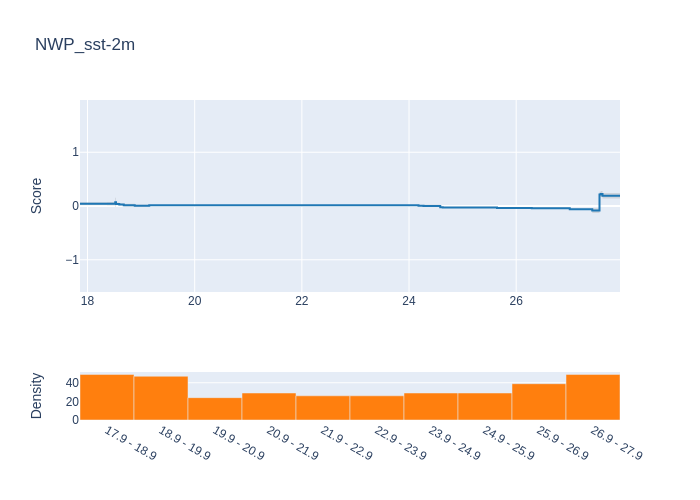 NWP_sst-2m
Score
1
0
−1
18 20 22 24 26
Density
40
20
0
17.9 - 18.9
18.9 - 19.9
19.9 - 20.9
20.9 - 21.9
21.9 - 22.9
22.9 - 23.9
23.9 - 24.9
24.9 - 25.9
25.9 - 26.9
26.9 - 27.9